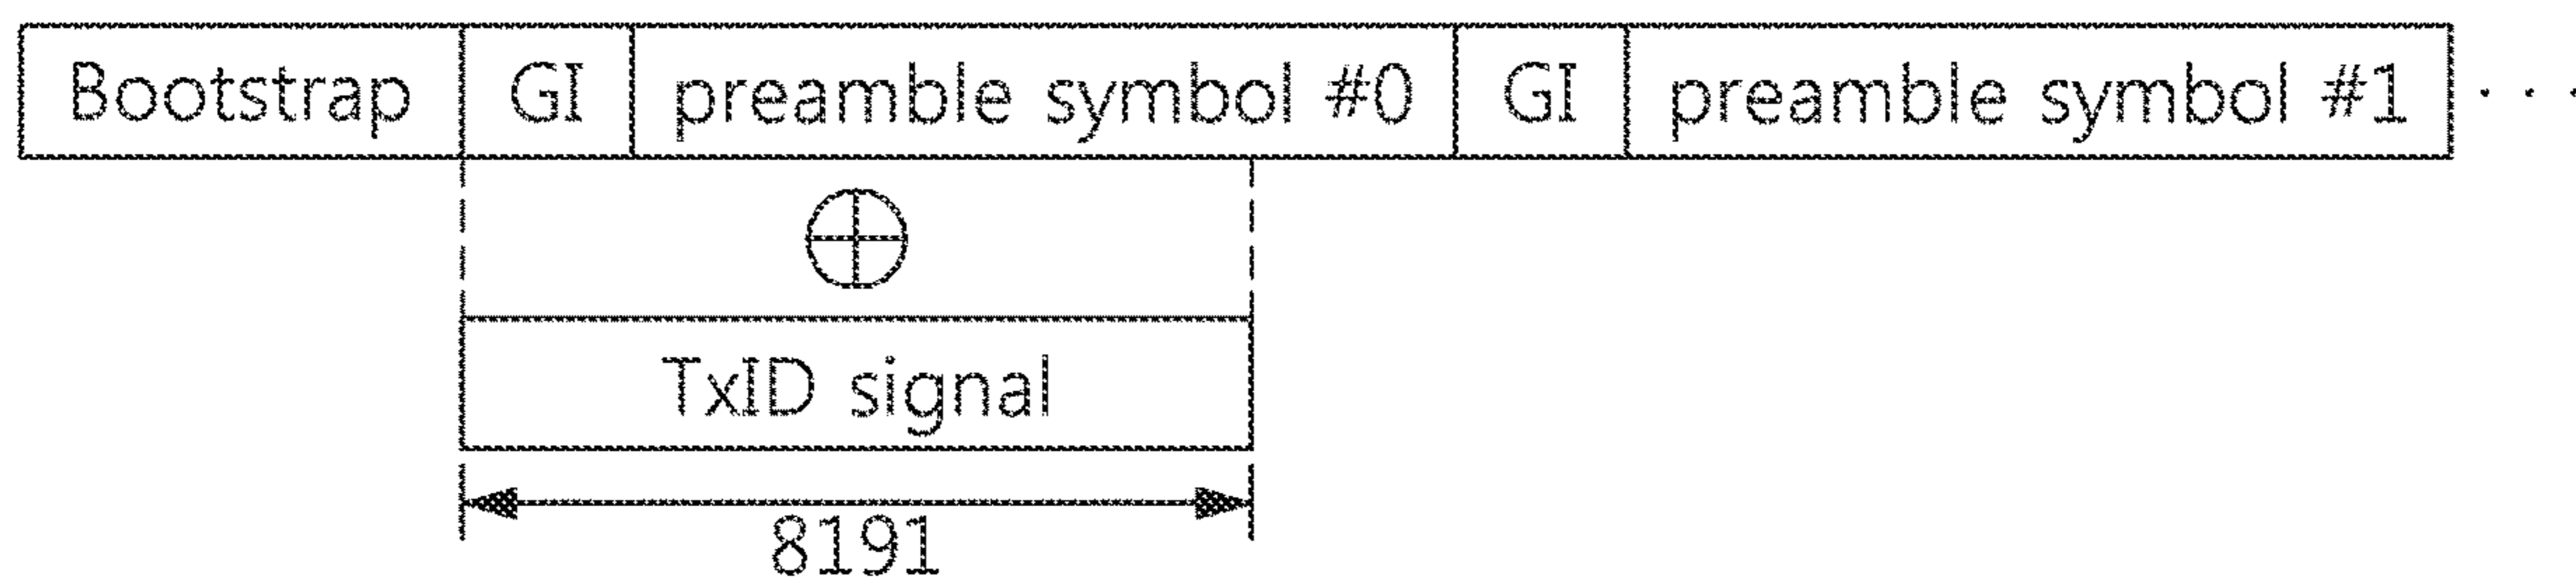 Bootstrap GI preamble symbol #0 GI preamble symbol #1 . . .
TxID signal
8191